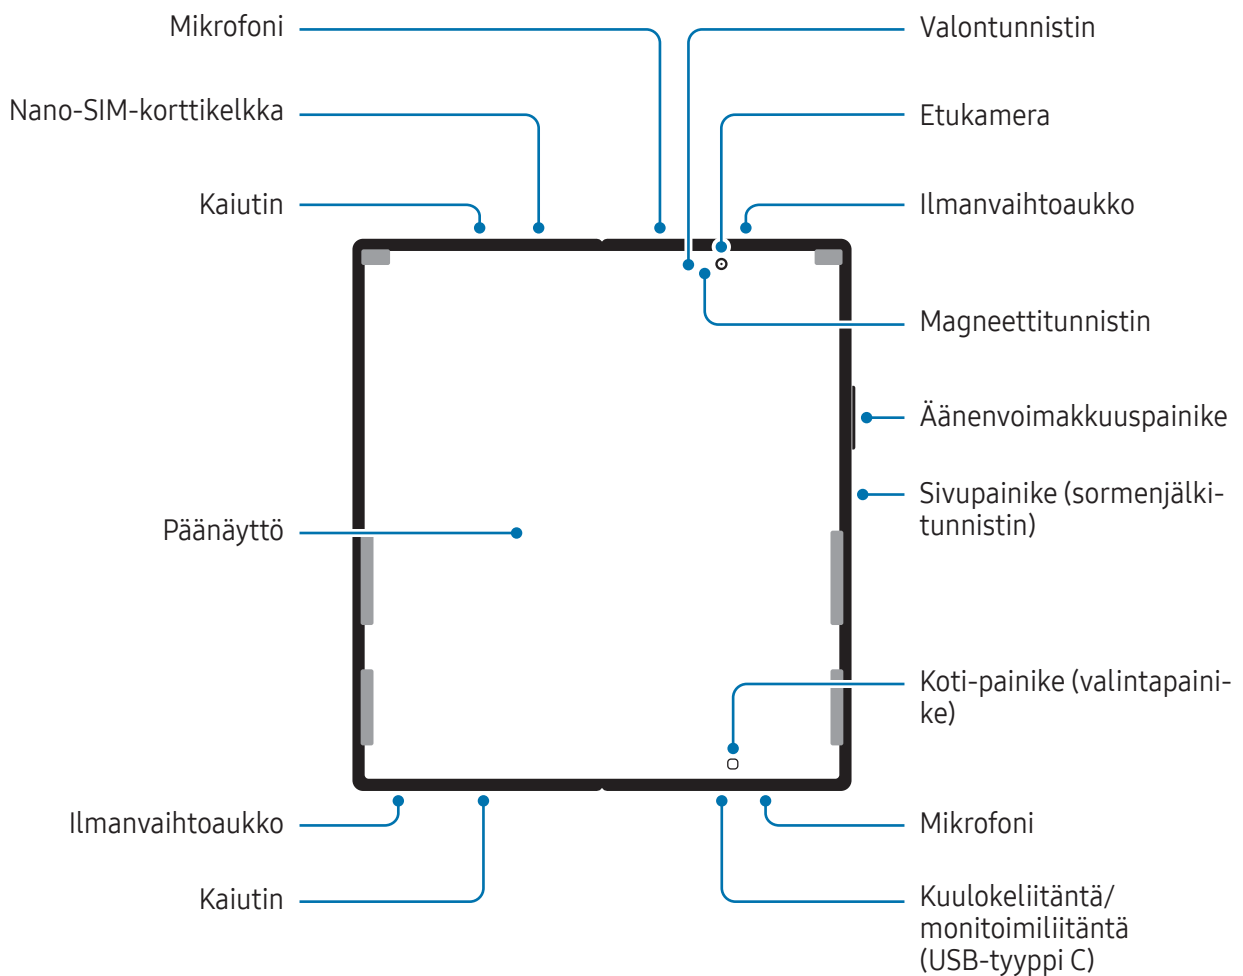 Mikrofoni
Nano-SIM-korttikelkka
Kaiutin
Päänäyttö
Ilmanvaihtoaukko
Kaiutin
Valontunnistin
Etukamera
Ilmanvaihtoaukko
Magneettitunnistin
Äänenvoimakkuuspainike
Sivupainike (sormenjälki-
tunnistin)
Koti-painike (valintapaini-
ke)
Mikrofoni
Kuulokeliitäntä/
monitoimiliitäntä
(USB-tyyppi C)